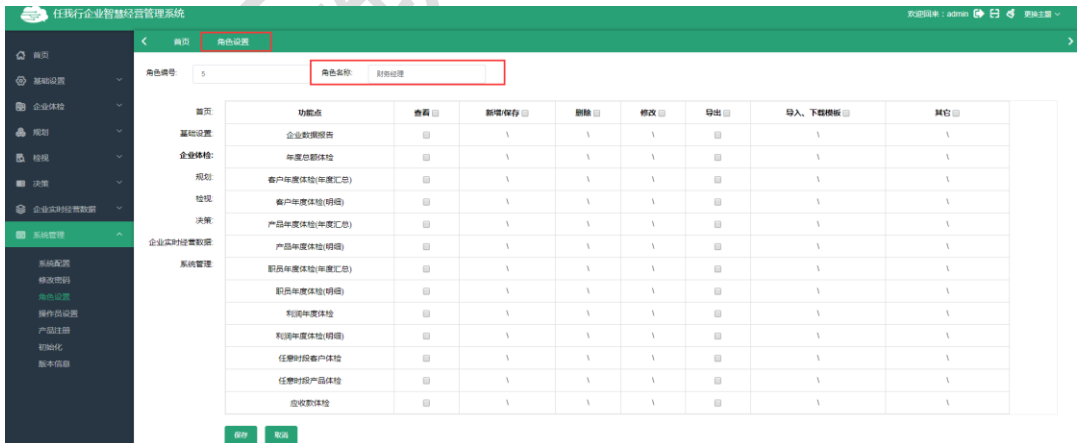 任我行企业智慧经营管理系统
欢迎回来：admin 更换主题
首页 角色设置
首页
基础设置
企业体检
规划
检视
决策
企业实时经营数据
系统管理
系统配置
修改密码
角色设置
操作员设置
产品注册
初始化
版本信息
角色编号: 5 角色名称: 财务经理
首页:
基础设置:
企业体检:
规划:
检视:
决策:
企业实时经营数据:
系统管理:
功能点 查看 新增/保存 删除 修改 导出 导入、下载模板 其它
企业数据报告 \ \ \ \ \
年度总额体检 \ \ \ \ \
客户年度体检(年度汇总) \ \ \ \ \
客户年度体检(明细) \ \ \ \ \
产品年度体检(年度汇总) \ \ \ \ \
产品年度体检(明细) \ \ \ \ \
职员年度体检(年度汇总) \ \ \ \ \
职员年度体检(明细) \ \ \ \ \
利润年度体检 \ \ \ \ \
利润年度体检(明细) \ \ \ \ \
任意时段客户体检 \ \ \ \ \
任意时段产品体检 \ \ \ \ \
应收款体检 \ \ \ \ \
保存 取消